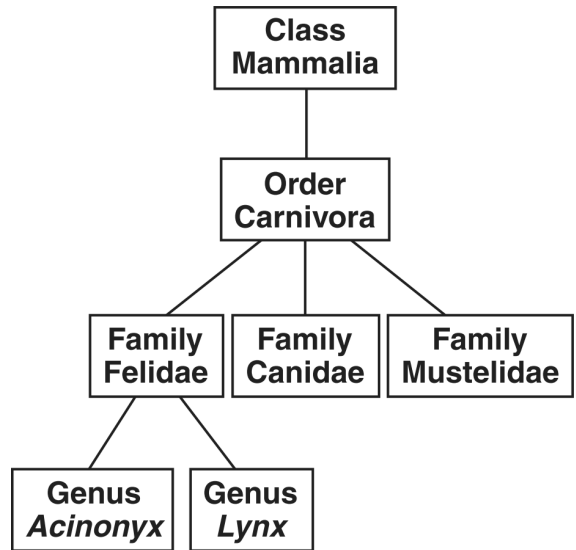 Class
Mammalia
Order
Carnivora
Family
Felidae
Family
Canidae
Family
Mustelidae
Genus
Acinonyx
Genus
Lynx